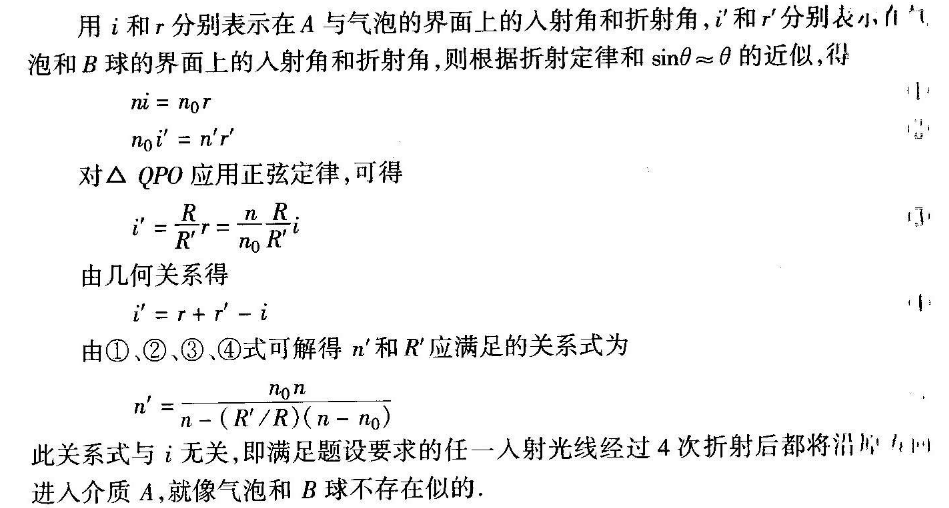 用 i 和 r 分别表示在 A 与气泡的界面上的入射角和折射角,i′和 r′分别表示在气
泡和 B 球的界面上的入射角和折射角,则根据折射定律和 sinθ≈θ 的近似,得
ni = n₀r
n₀i′ = n′r′
对△ QPO 应用正弦定律,可得
i′ = \frac{R}{R′}r = \frac{n}{n₀}\frac{R}{R′}i
由几何关系得
i′ = r + r′ - i
由①、②、③、④式可解得 n′和 R′应满足的关系式为
n′ = \frac{n₀n}{n-(R′/R)(n-n₀)}
此关系式与 i 无关,即满足题设要求的任一入射光线经过 4 次折射后都将沿原方向
进入介质 A,就像气泡和 B 球不存在似的.